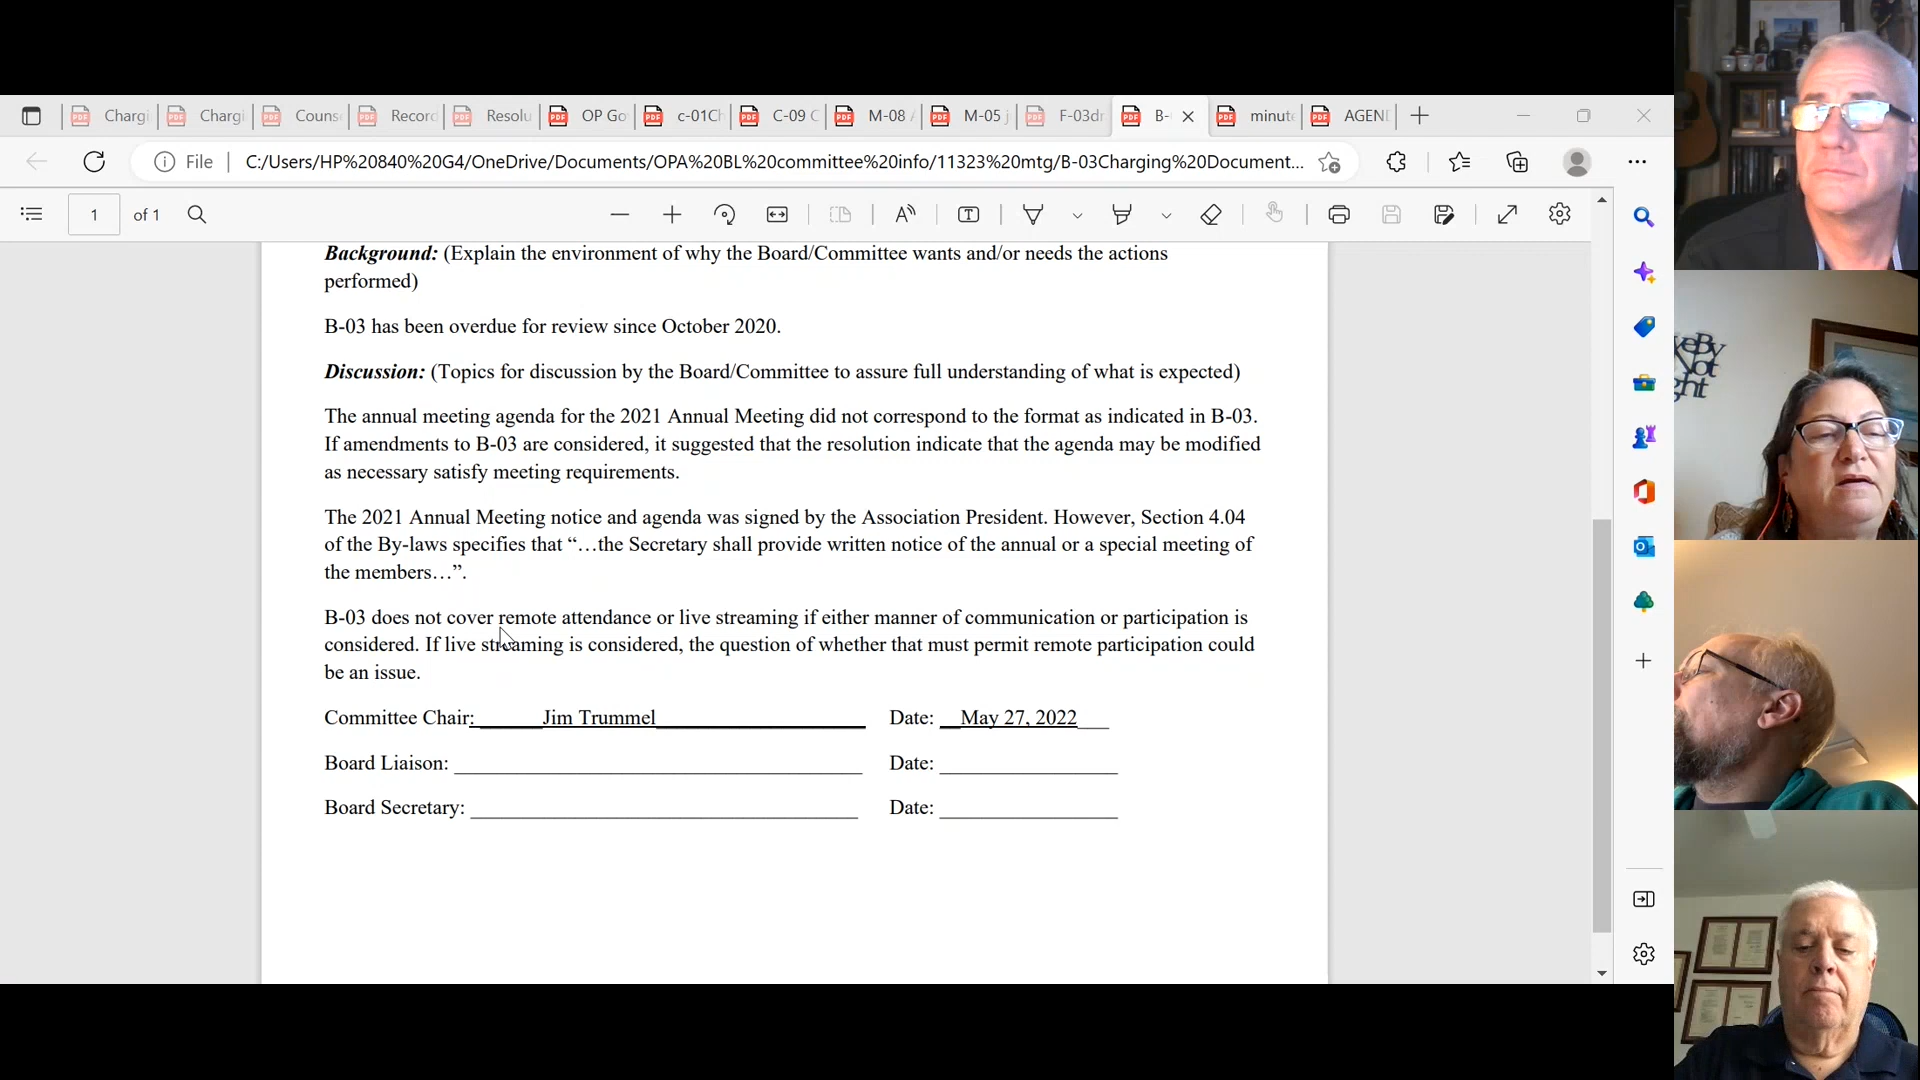 Chargi
Chargi
Couns
Record
Resolu
OP Go
c-01Ch
C-09 C
M-08 A
M-05 j
F-03dr
B-
minute
AGEND
File
C:/Users/HP%20840%20G4/OneDrive/Documents/OPA%20BL%20committee%20info/11323%20mtg/B-03Charging%20Document...
1 of 1
Background: (Explain the environment of why the Board/Committee wants and/or needs the actions
performed)
B-03 has been overdue for review since October 2020.
Discussion: (Topics for discussion by the Board/Committee to assure full understanding of what is expected)
The annual meeting agenda for the 2021 Annual Meeting did not correspond to the format as indicated in B-03.
If amendments to B-03 are considered, it suggested that the resolution indicate that the agenda may be modified
as necessary satisfy meeting requirements.
The 2021 Annual Meeting notice and agenda was signed by the Association President. However, Section 4.04
of the By-laws specifies that “…the Secretary shall provide written notice of the annual or a special meeting of
the members…”.
B-03 does not cover remote attendance or live streaming if either manner of communication or participation is
considered. If live streaming is considered, the question of whether that must permit remote participation could
be an issue.
Committee Chair: Jim Trummel Date: May 27, 2022
Board Liaison: Date:
Board Secretary: Date: